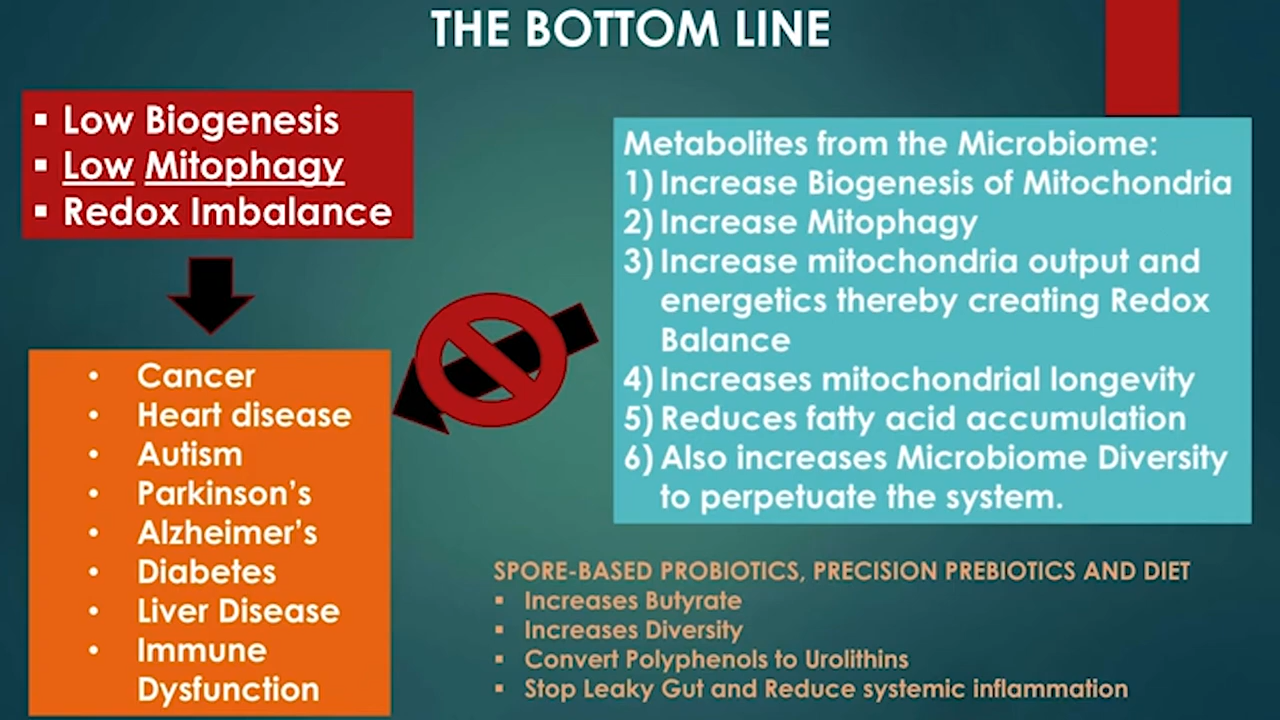 THE BOTTOM LINE
▪ Low Biogenesis
▪ Low Mitophagy
▪ Redox Imbalance
• Cancer
• Heart disease
• Autism
• Parkinson’s
• Alzheimer’s
• Diabetes
• Liver Disease
• Immune
Dysfunction
Metabolites from the Microbiome:
1) Increase Biogenesis of Mitochondria
2) Increase Mitophagy
3) Increase mitochondria output and
energetics thereby creating Redox
Balance
4) Increases mitochondrial longevity
5) Reduces fatty acid accumulation
6) Also increases Microbiome Diversity
to perpetuate the system.
SPORE-BASED PROBIOTICS, PRECISION PREBIOTICS AND DIET
▪ Increases Butyrate
▪ Increases Diversity
▪ Convert Polyphenols to Urolithins
▪ Stop Leaky Gut and Reduce systemic inflammation